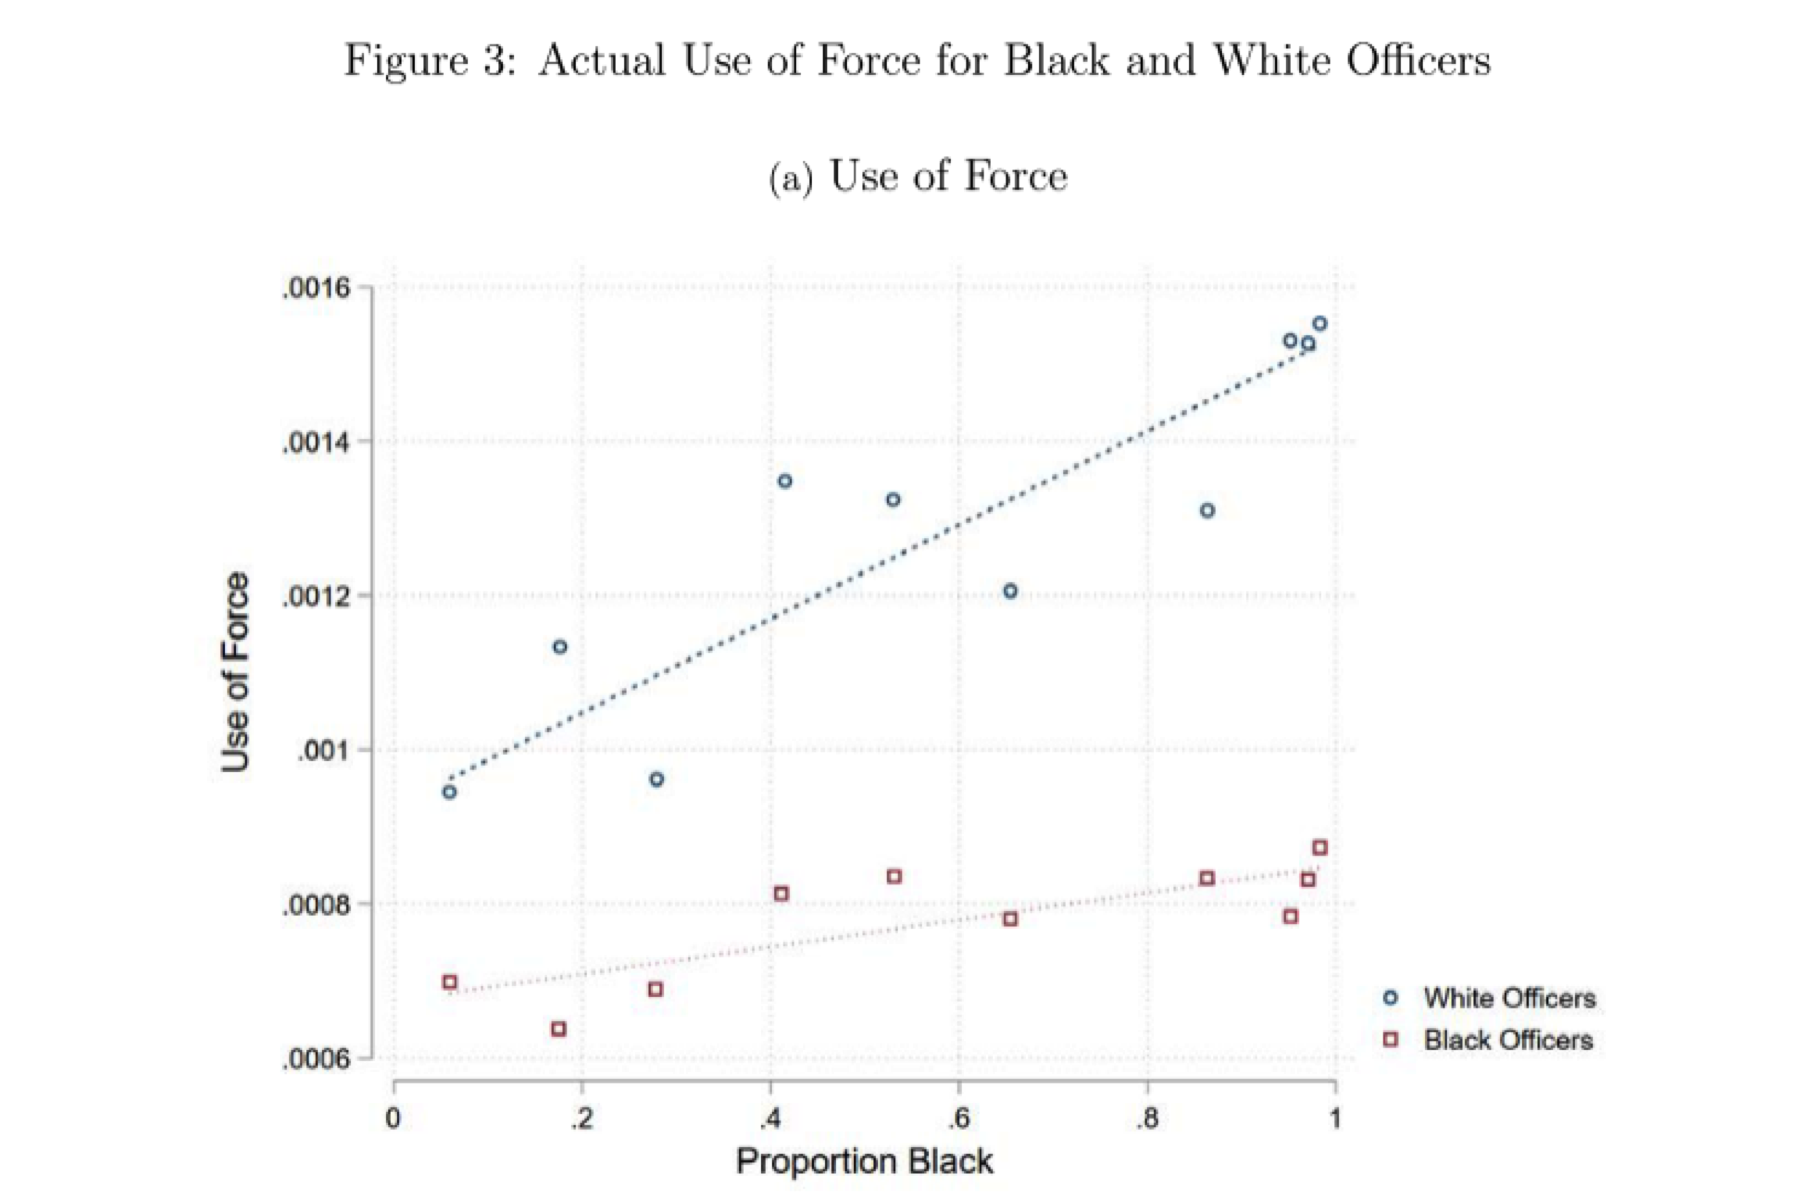 Figure 3: Actual Use of Force for Black and White Officers
(a) Use of Force
.0016
.0014
.0012
.001
.0008
.0006
Use of Force
0 .2 .4 .6 .8 1
Proportion Black
White Officers
Black Officers